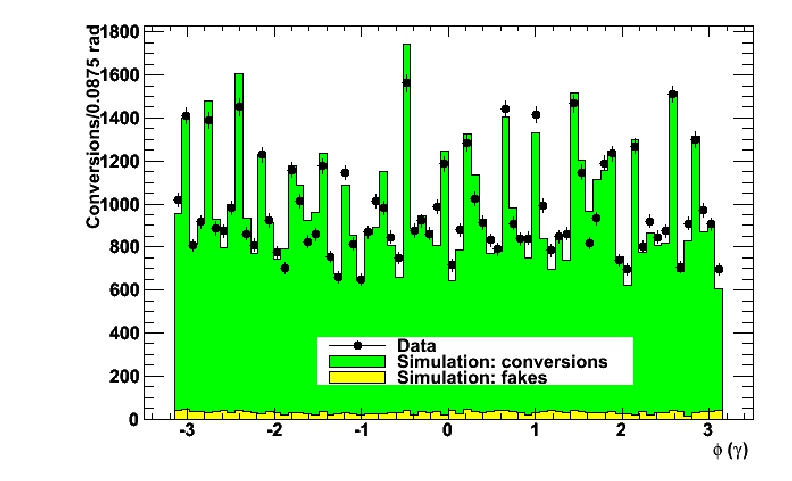 Conversions/0.0875 rad
1800
1600
1400
1200
1000
800
600
400
200
0
Data
Simulation: conversions
Simulation: fakes
-3 -2 -1 0 1 2 3
ϕ (γ)